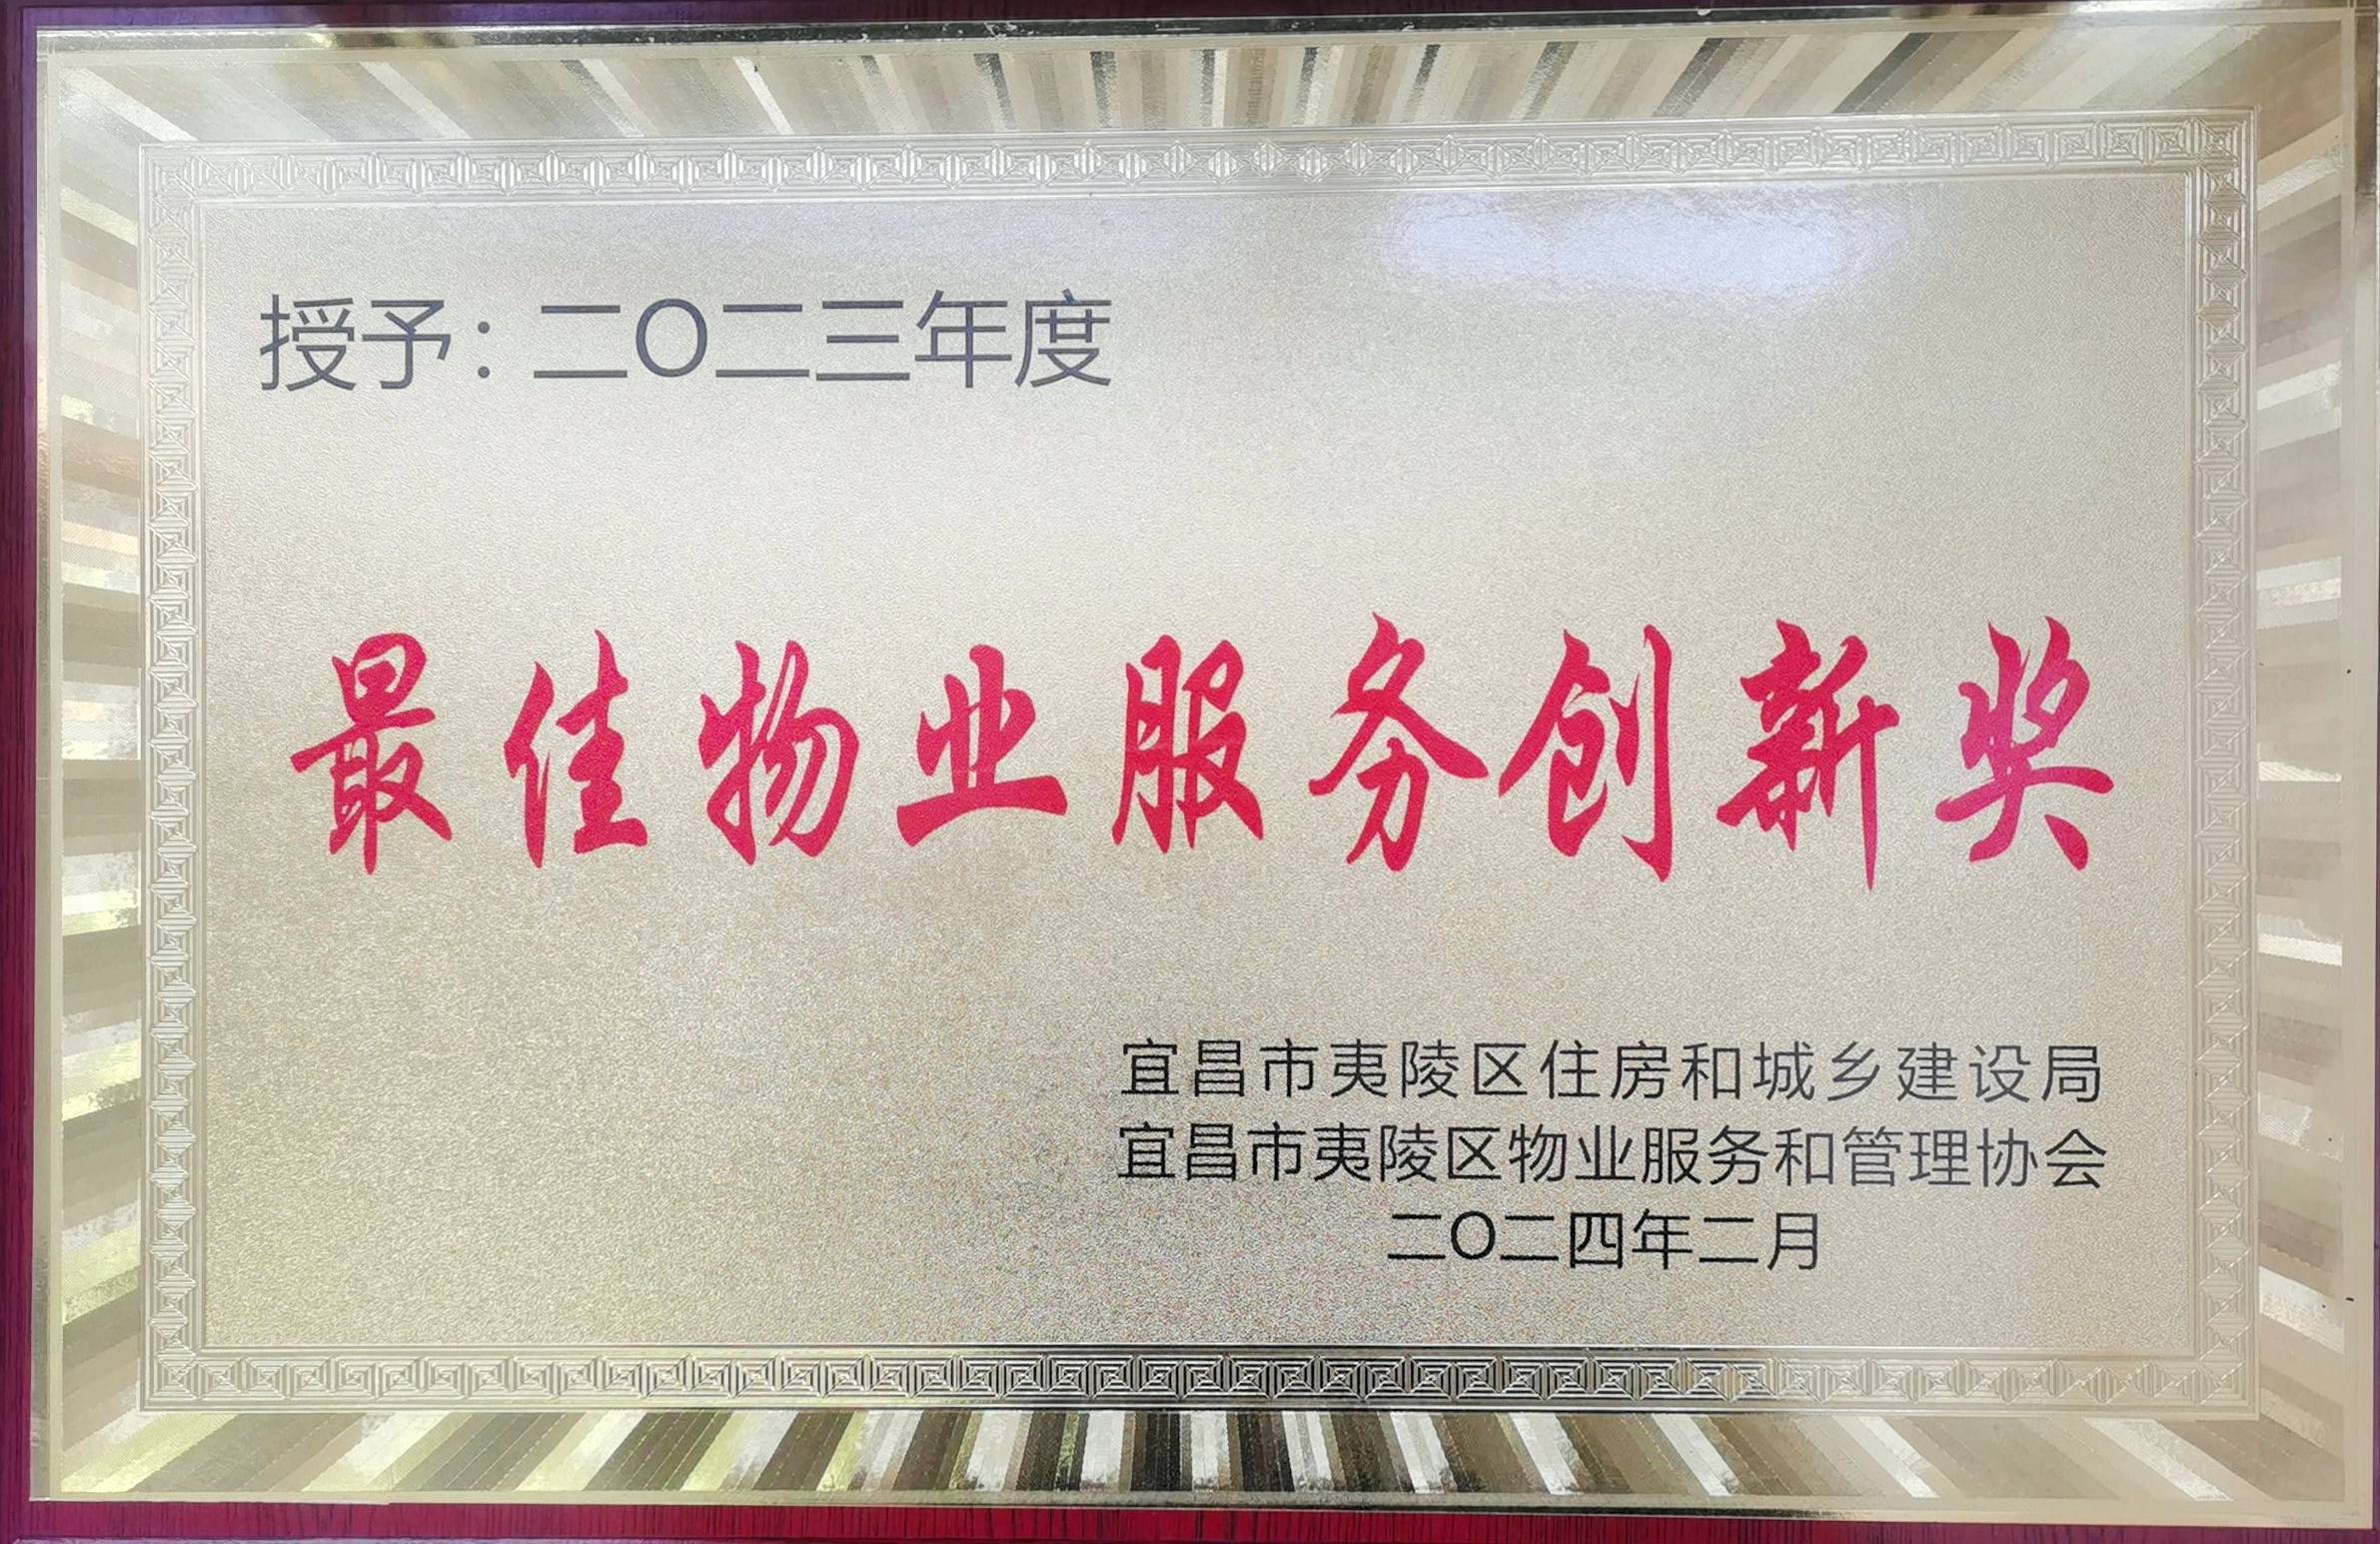 授予：二〇二三年度
最佳物业服务创新奖
宜昌市夷陵区住房和城乡建设局
宜昌市夷陵区物业服务和管理协会
二〇二四年二月